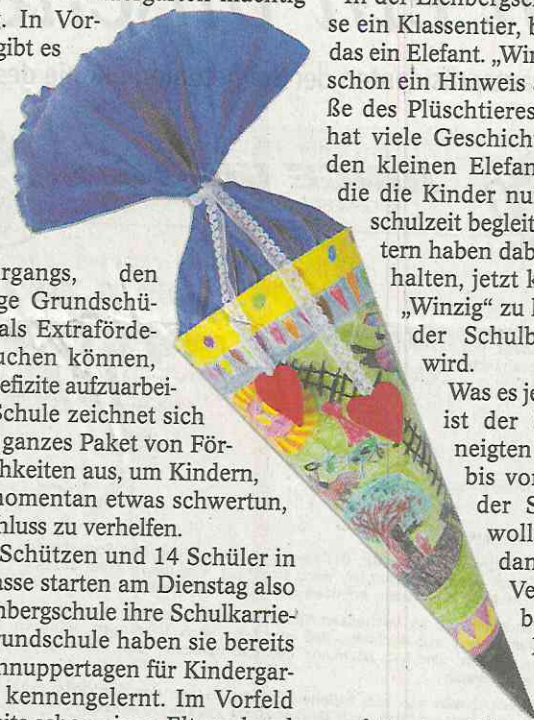 g. In Vor-
gibt es
rgangs, den
ge Grundschü-
als Extraförde-
uchen können,
efizite aufzuarbei-
Schule zeichnet sich
ganzes Paket von För-
chkeiten aus, um Kindern,
momentan etwas schwertun,
hluss zu verhelfen.
Schützen und 14 Schüler in
asse starten am Dienstag also
nbergschule ihre Schulkarrie-
rundschule haben sie bereits
hnuppertagen für Kindergar-
kennengelernt. Im Vorfeld
se ein Klassentier, b
das ein Elefant. „Win
schon ein Hinweis
ße des Plüschtieres
hat viele Geschicht
den kleinen Elefan
die die Kinder nu
schulzeit begleit
tern haben dab
halten, jetzt k
„Winzig“ zu
der Schulb
wird.
Was es je
ist der
neigten
bis vor
der S
woll
dan
Ve
b